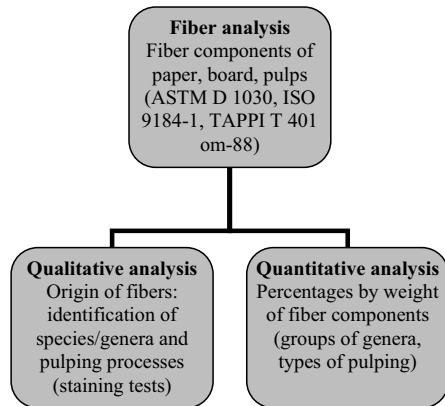 Fiber analysis
Fiber components of
paper, board, pulps
(ASTM D 1030, ISO
9184-1, TAPPI T 401
om-88)
Qualitative analysis
Origin of fibers:
identification of
species/genera and
pulping processes
(staining tests)
Quantitative analysis
Percentages by weight
of fiber components
(groups of genera,
types of pulping)